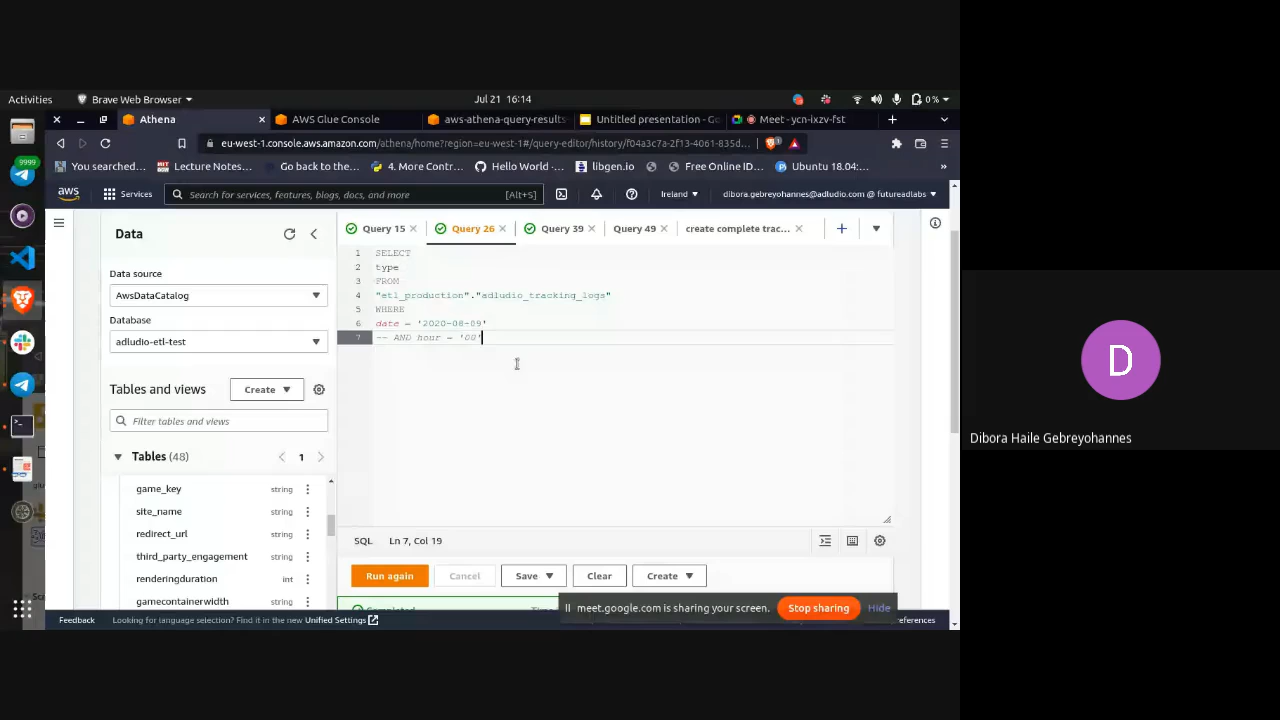 Activities
Brave Web Browser
Jul 21 16:14
0%
Athena
AWS Glue Console
aws-athena-query-results
Untitled presentation - Go
Meet - ycn-ixzv-fst
eu-west-1.console.aws.amazon.com/athena/home?region=eu-west-1#/query-editor/history/f04a3c7a-2f13-4061-835d...
9999
You searched...
Lecture Notes...
Go back to the...
4. More Contr...
Hello World -...
libgen.io
Free Online ID...
Ubuntu 18.04:...
aws
Services
Search for services, features, blogs, docs, and more
[Alt+S]
Ireland
dibora.gebreyohannes@adludio.com @ futureadlabs
Data
Data source
AwsDataCatalog
Database
adludio-etl-test
Tables and views
Create
Filter tables and views
Tables (48)
1
game_key string
site_name string
redirect_url string
third_party_engagement string
renderingduration int
gamecontainerwidth int
Query 15
Query 26
Query 39
Query 49
create complete trac...
1 SELECT
2 type
3 FROM
4 "etl_production"."adludio_tracking_logs"
5 WHERE
6 date = '2020-08-09'
7 -- AND hour = '08'
SQL Ln 7, Col 19
Run again
Cancel
Save
Clear
Create
Completed
meet.google.com is sharing your screen.
Stop sharing
Hide
Feedback
Looking for language selection? Find it in the new Unified Settings
references
D
Dibora Haile Gebreyohannes